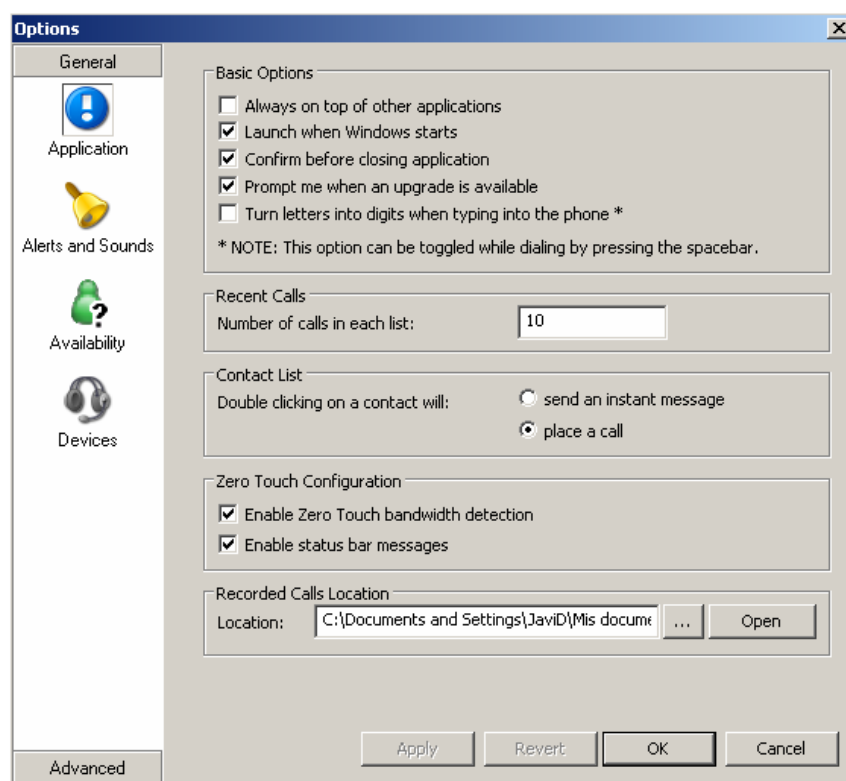 Options
General
Application
Alerts and Sounds
Availability
Devices
Advanced
Basic Options
Always on top of other applications
Launch when Windows starts
Confirm before closing application
Prompt me when an upgrade is available
Turn letters into digits when typing into the phone *
* NOTE: This option can be toggled while dialing by pressing the spacebar.
Recent Calls
Number of calls in each list: 10
Contact List
Double clicking on a contact will: send an instant message
place a call
Zero Touch Configuration
Enable Zero Touch bandwidth detection
Enable status bar messages
Recorded Calls Location
Location: C:\Documents and Settings\JaviD\Mis docume ... Open
Apply Revert OK Cancel